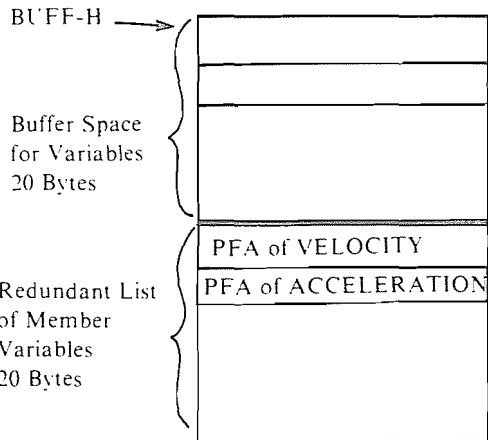 BUFF-H
Buffer Space
for Variables
20 Bytes
PFA of VELOCITY
PFA of ACCELERATION
Redundant List
of Member
Variables
20 Bytes